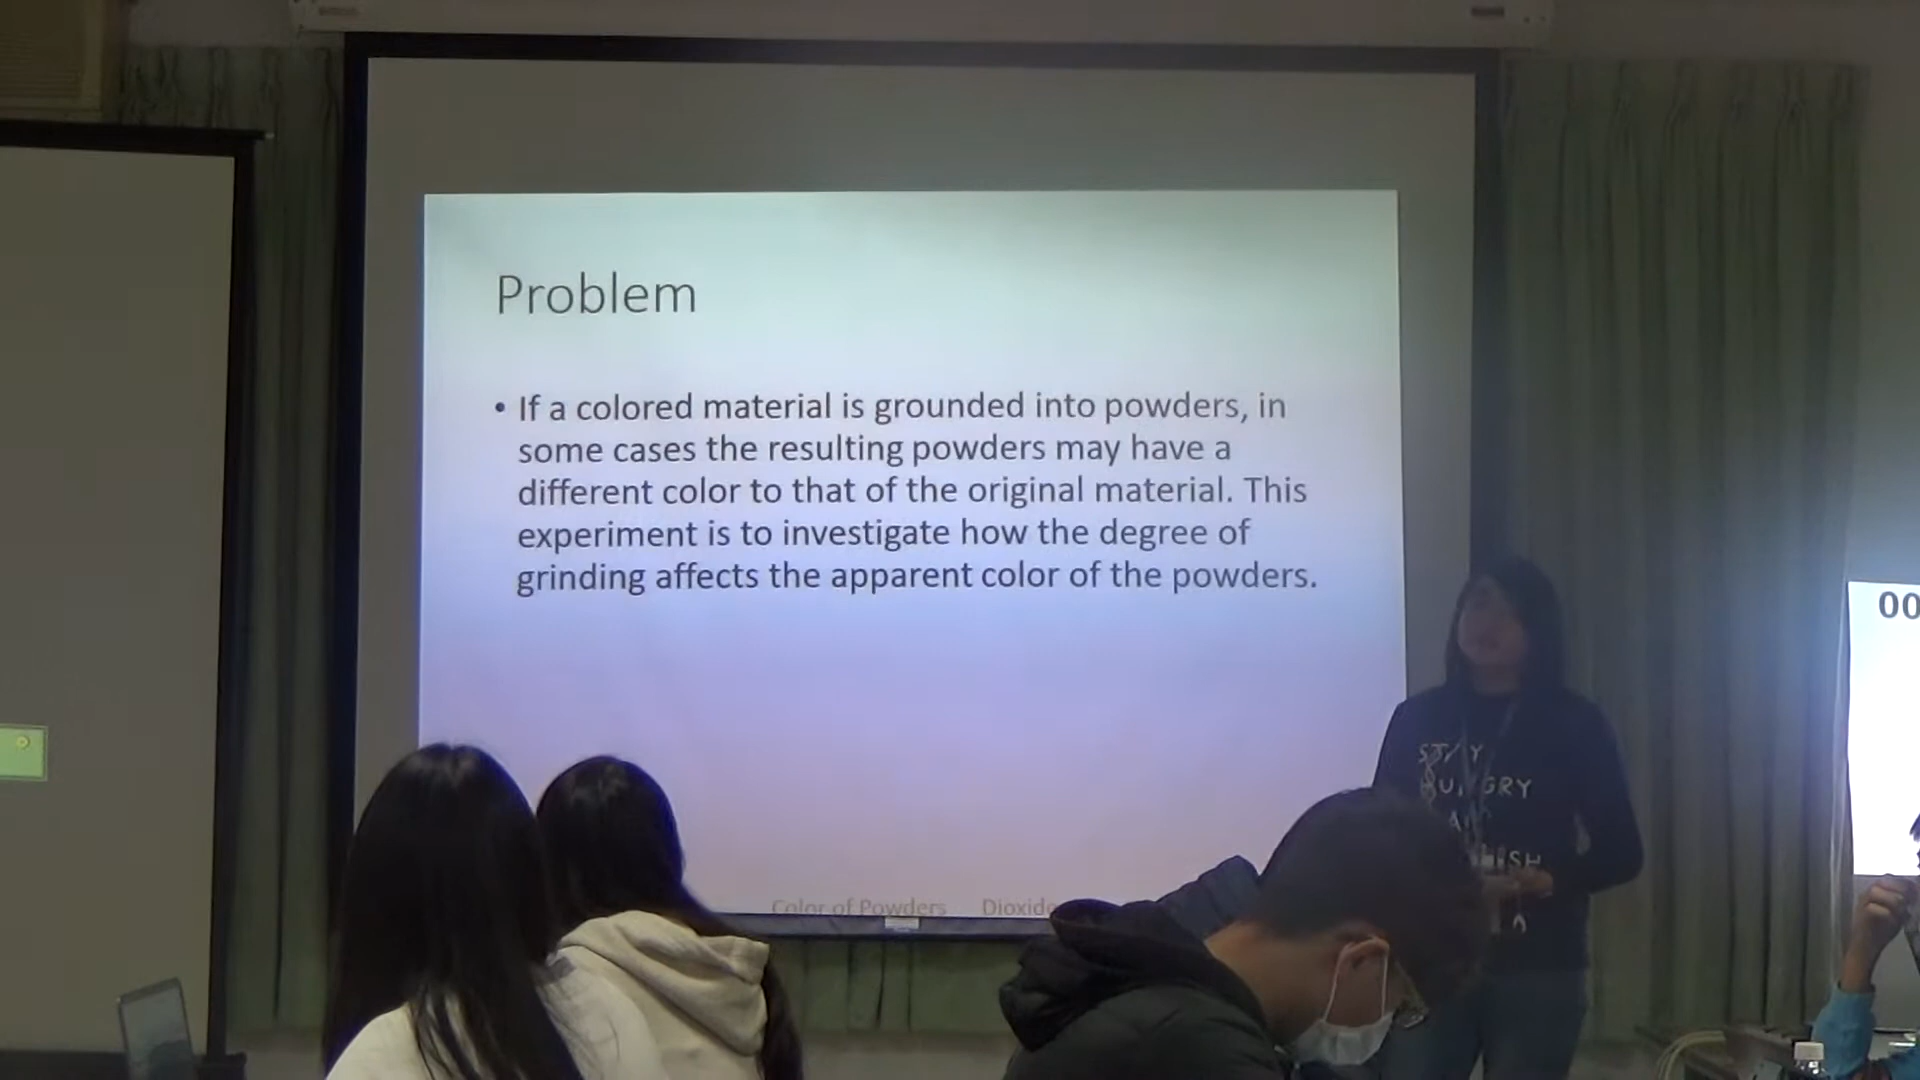 Problem
• If a colored material is grounded into powders, in
some cases the resulting powders may have a
different color to that of the original material. This
experiment is to investigate how the degree of
grinding affects the apparent color of the powders.
Color of Powders Dioxide
00